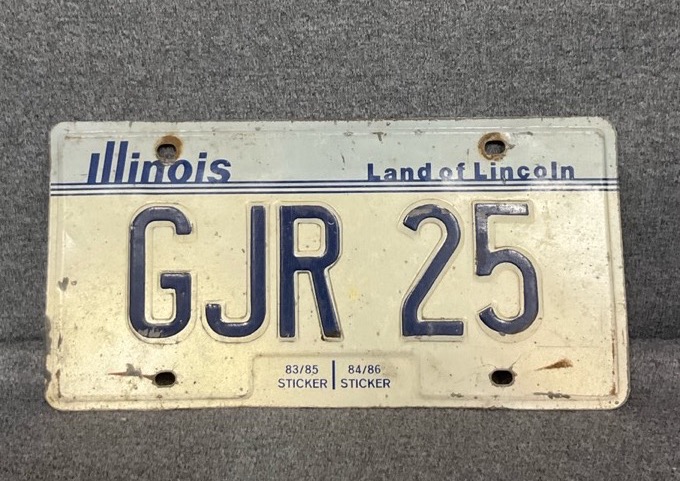 Illinois Land of Lincoln
GJR 25
83/85 84/86
STICKER STICKER